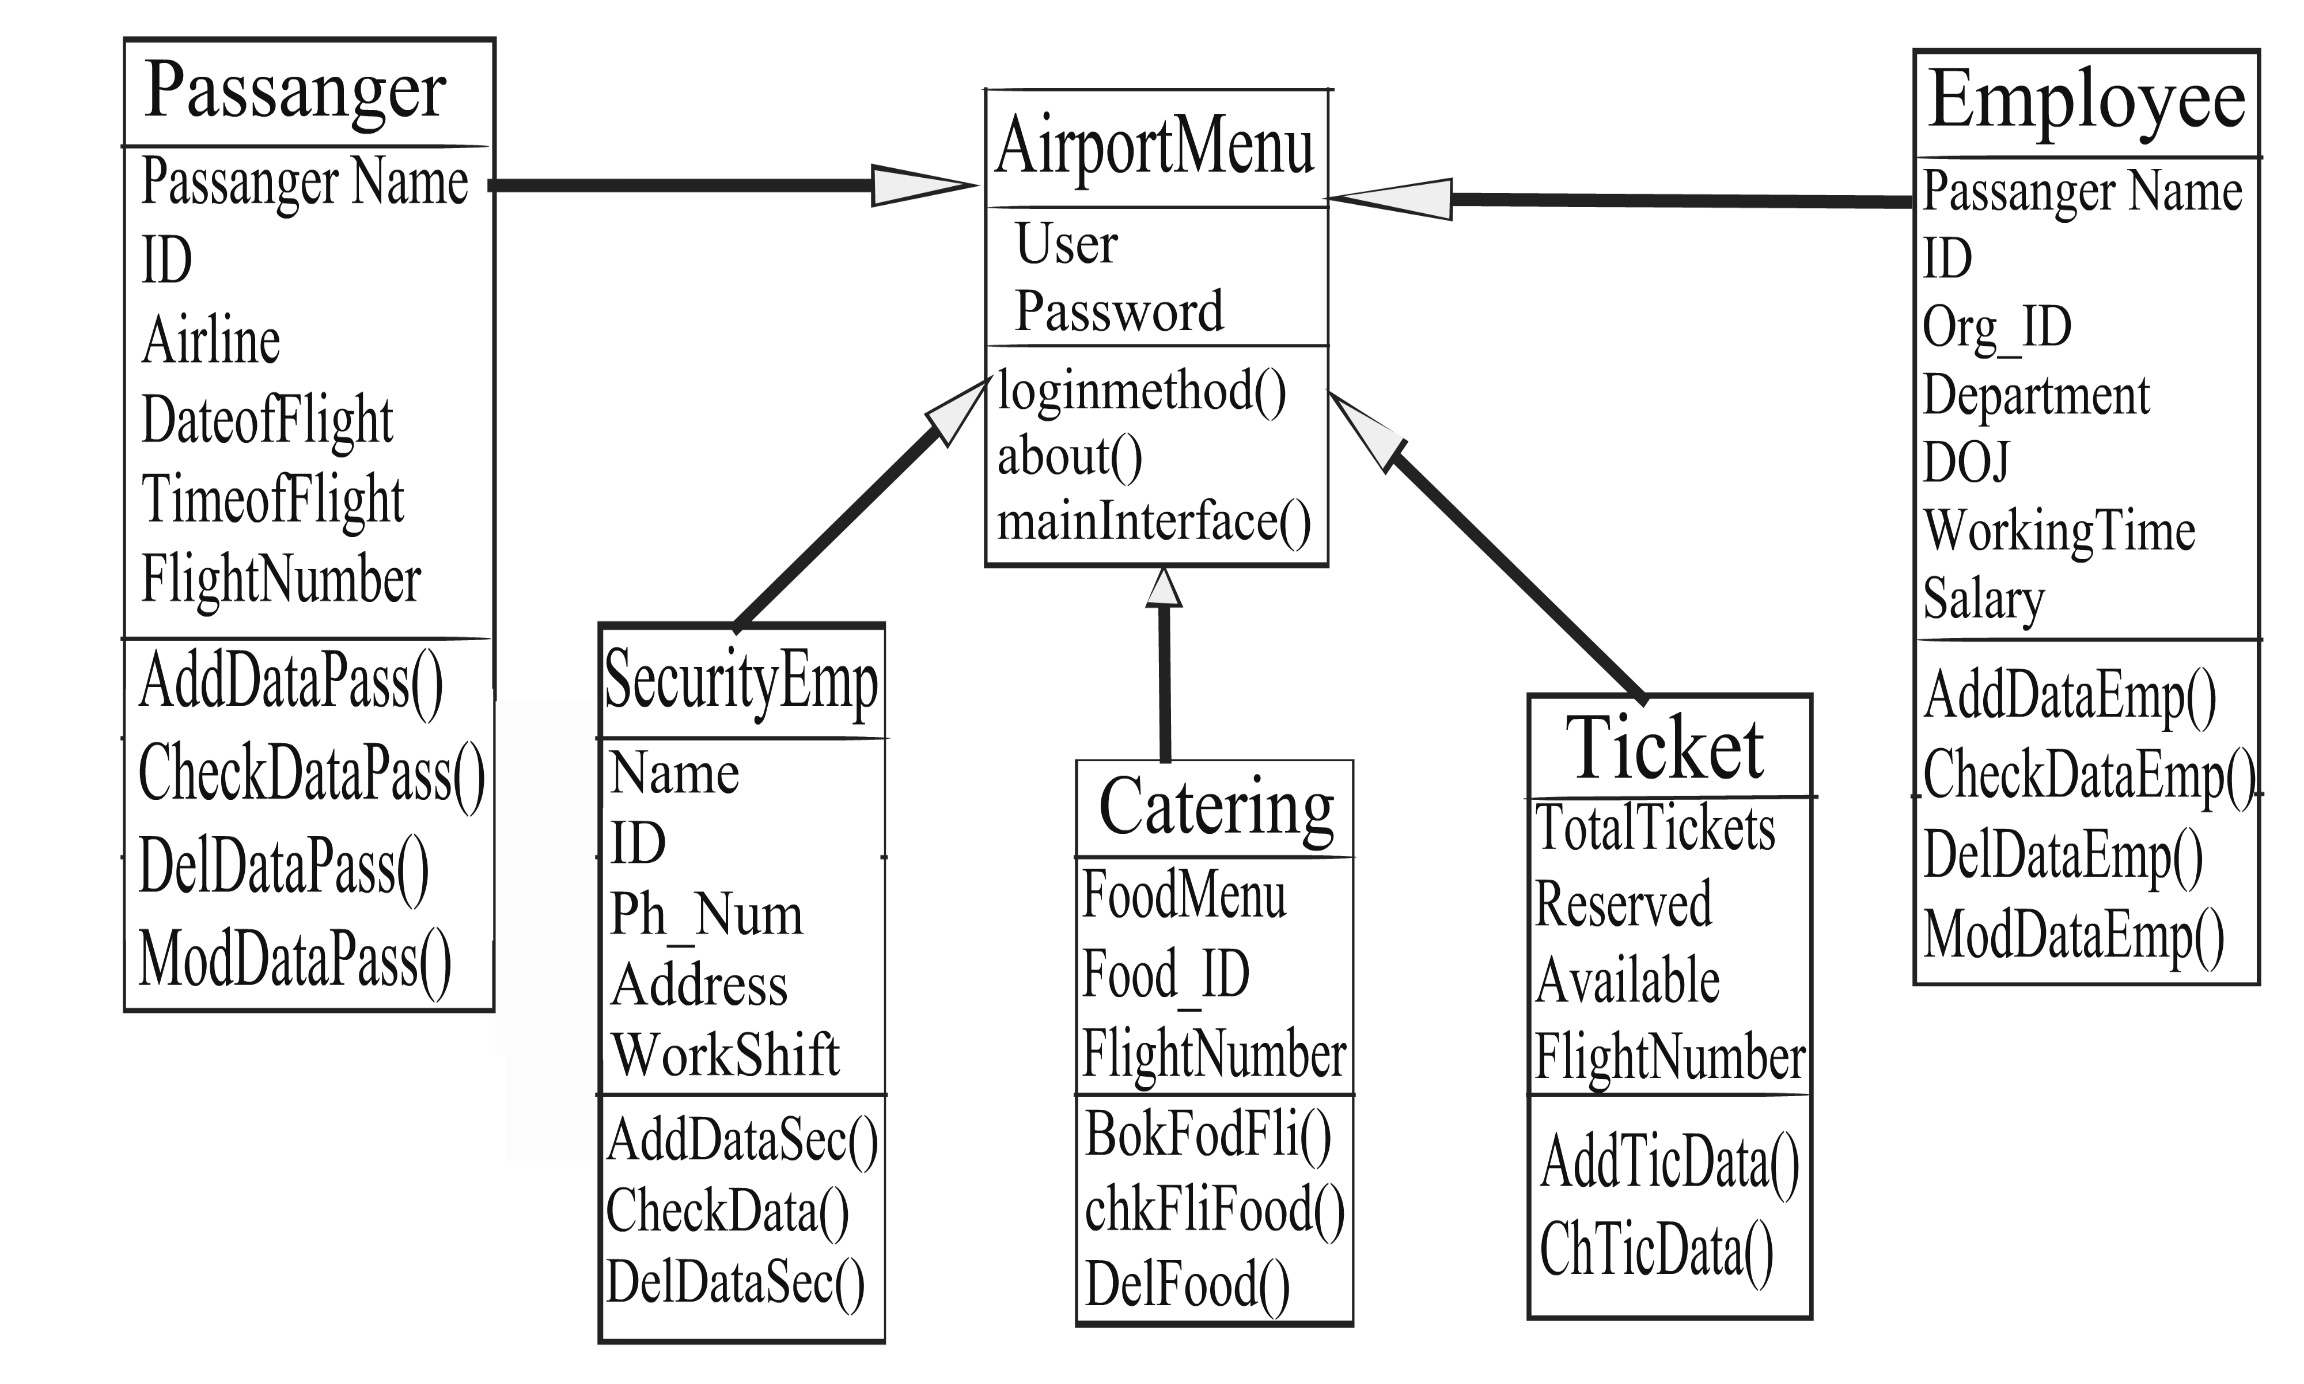 Passanger
Passanger Name
ID
Airline
DateofFlight
TimeofFlight
FlightNumber
AddDataPass()
CheckDataPass()
DelDataPass()
ModDataPass()
AirportMenu
User
Password
loginmethod()
about()
mainInterface()
Employee
Passanger Name
ID
Org_ID
Department
DOJ
WorkingTime
Salary
AddDataEmp()
CheckDataEmp()
DelDataEmp()
ModDataEmp()
SecurityEmp
Name
ID
Ph_Num
Address
WorkShift
AddDataSec()
CheckData()
DelDataSec()
Catering
FoodMenu
Food_ID
FlightNumber
BokFodFli()
chkFliFood()
DelFood()
Ticket
TotalTickets
Reserved
Available
FlightNumber
AddTicData()
ChTicData()